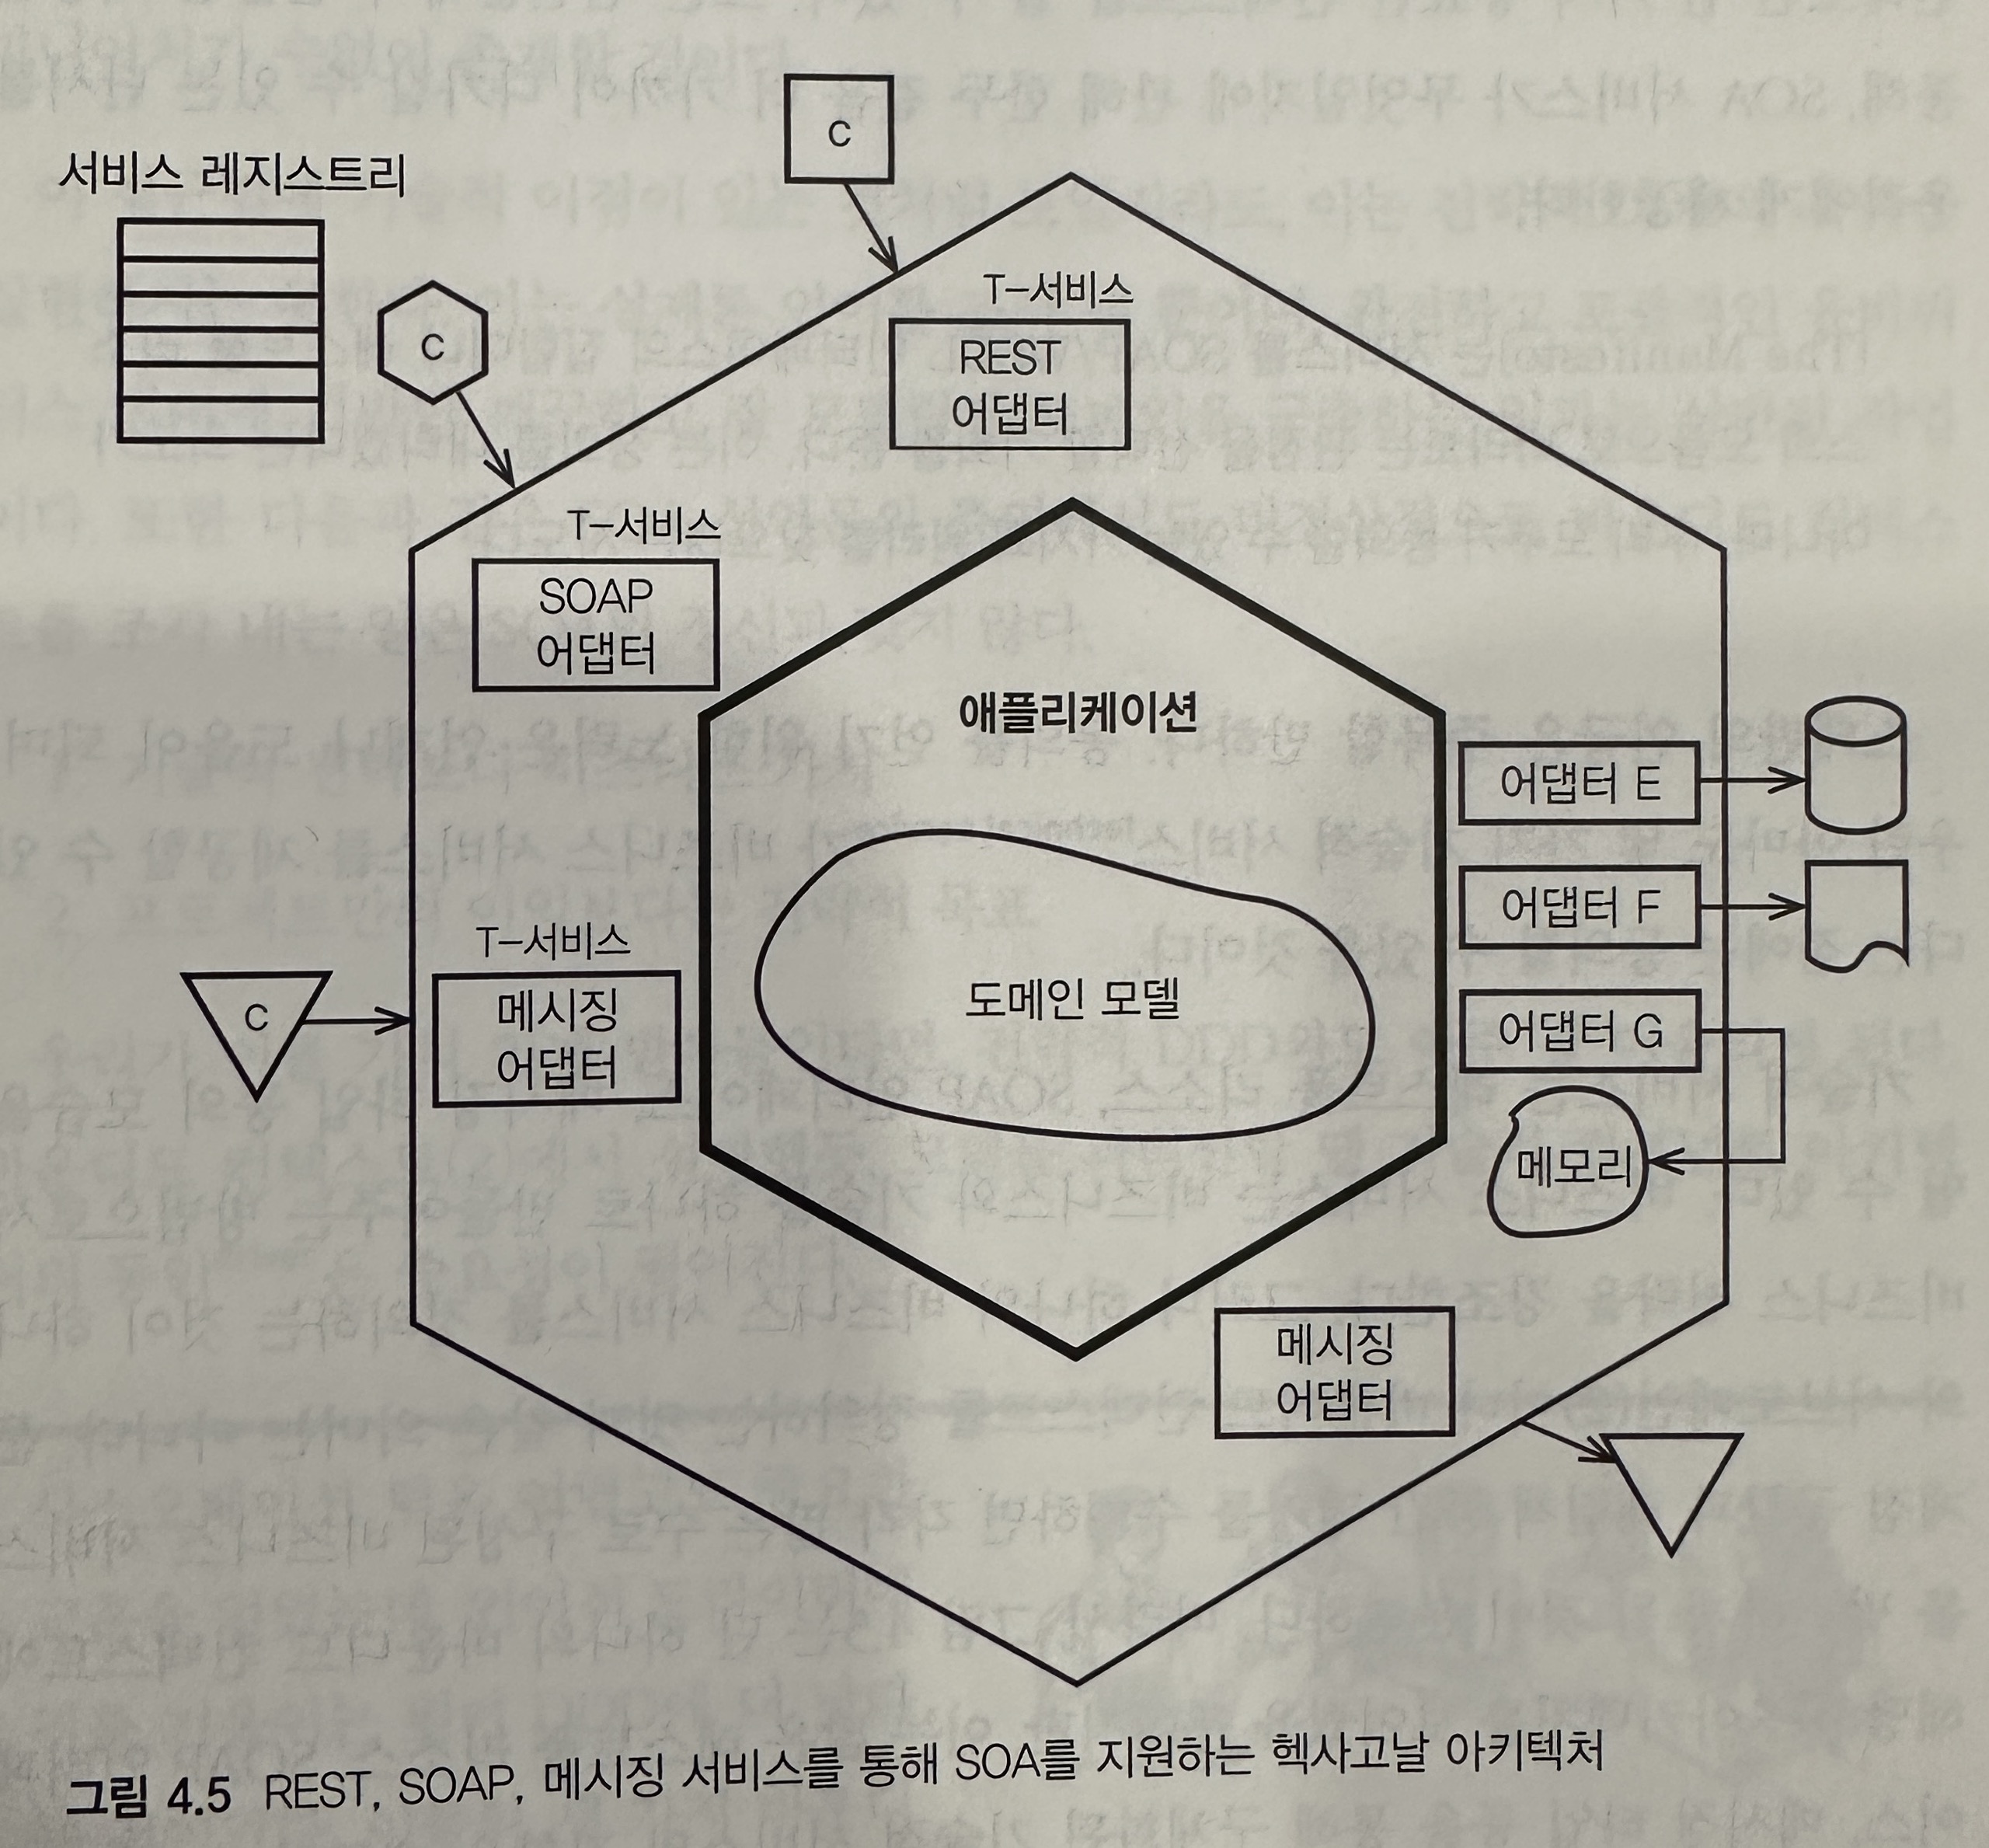 C
서비스 레지스트리
C
T-서비스
REST
어댑터
T-서비스
SOAP
어댑터
애플리케이션
어댑터 E
어댑터 F
T-서비스
C
메시징
어댑터
도메인 모델
어댑터 G
메모리
메시징
어댑터
그림 4.5 REST, SOAP, 메시징 서비스를 통해 SOA를 지원하는 헥사고날 아키텍처